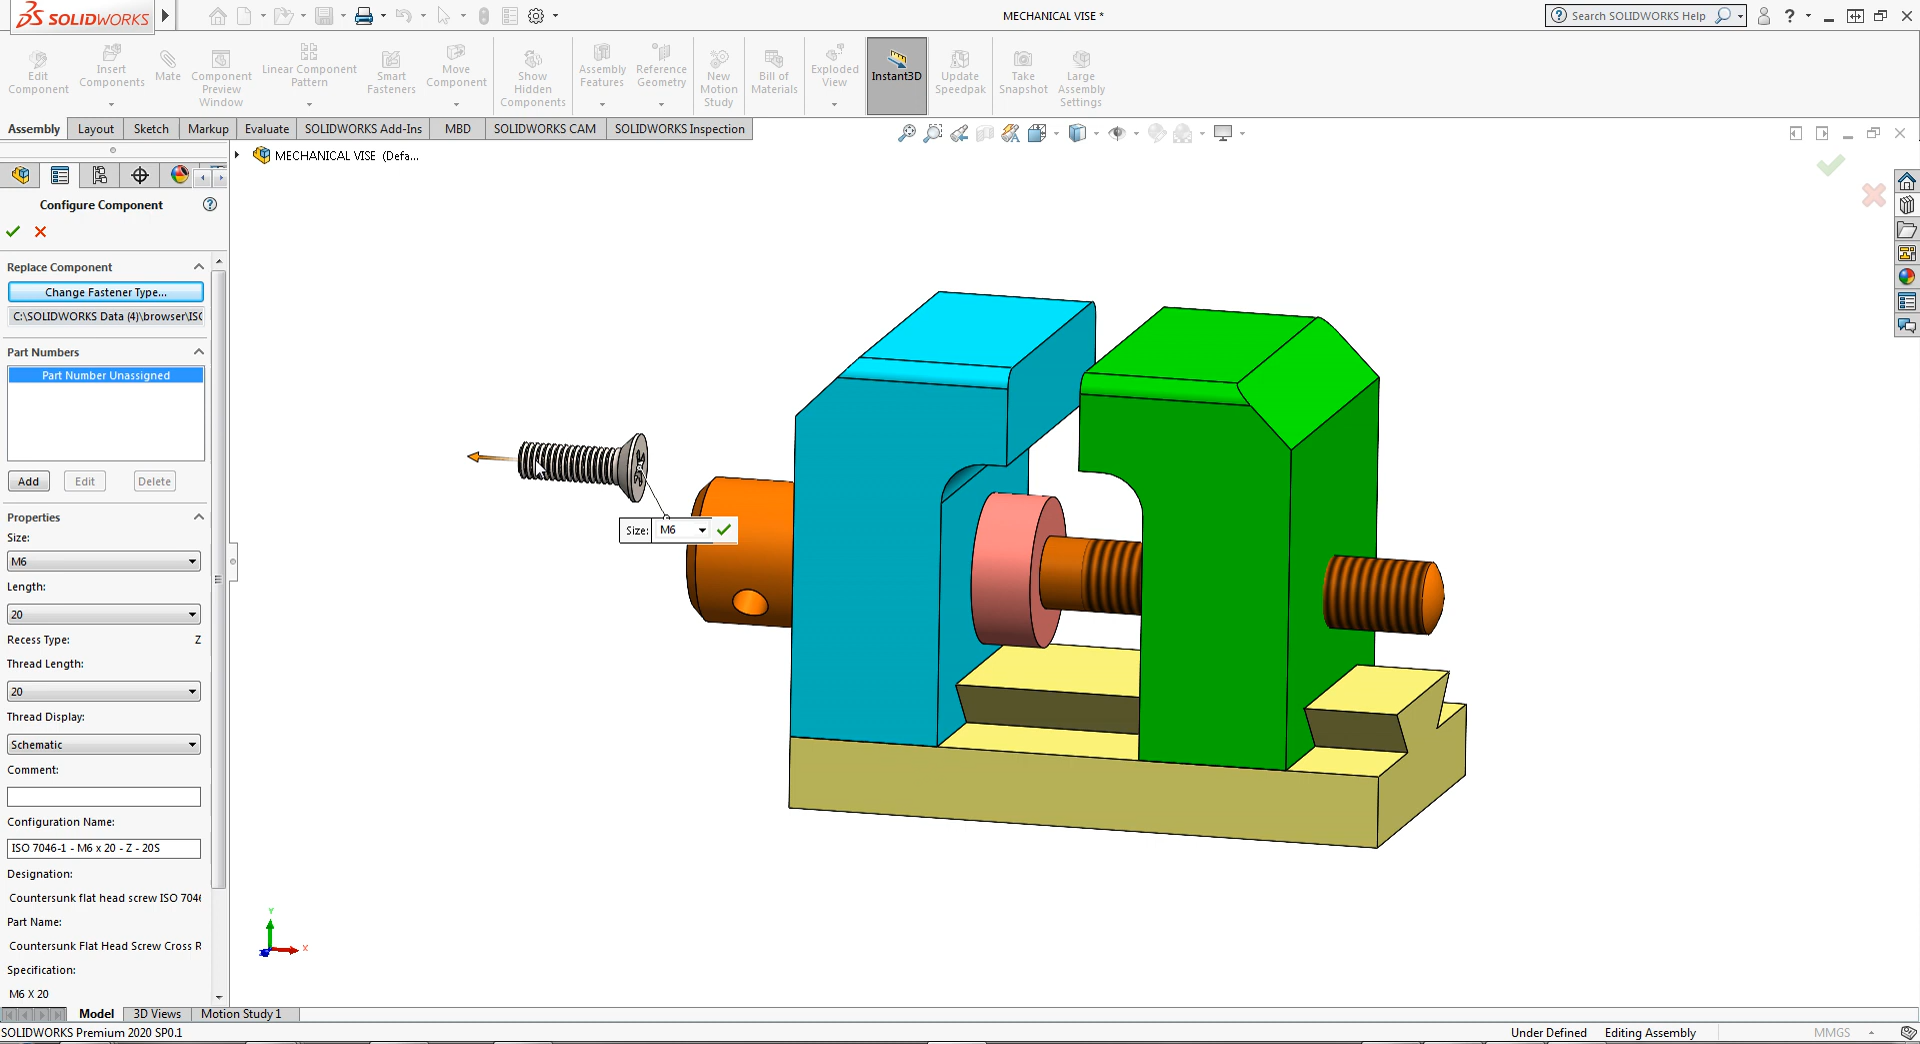 SOLIDWORKS
MECHANICAL VISE *
Search SOLIDWORKS Help
Edit Component
Insert Components
Mate
Component Preview Window
Linear Component Pattern
Smart Fasteners
Move Component
Show Hidden Components
Assembly Features
Reference Geometry
New Motion Study
Bill of Materials
Exploded View
Instant3D
Update Speedpak
Take Snapshot
Large Assembly Settings
Assembly
Layout
Sketch
Markup
Evaluate
SOLIDWORKS Add-Ins
MBD
SOLIDWORKS CAM
SOLIDWORKS Inspection
MECHANICAL VISE (Defa...
Configure Component
Replace Component
Change Fastener Type...
C:\SOLIDWORKS Data (4)\browser\ISO
Part Numbers
Part Number Unassigned
Add
Edit
Delete
Properties
Size:
M6
Length:
20
Recess Type:
Z
Thread Length:
20
Thread Display:
Schematic
Comment:
Configuration Name:
ISO 7046-1 - M6 x 20 - Z - 20S
Designation:
Countersunk flat head screw ISO 704
Part Name:
Countersunk Flat Head Screw Cross R
Specification:
M6 X 20
Size: M6
Y
X
Model
3D Views
Motion Study 1
SOLIDWORKS Premium 2020 SP0.1
Under Defined
Editing Assembly
MMGS